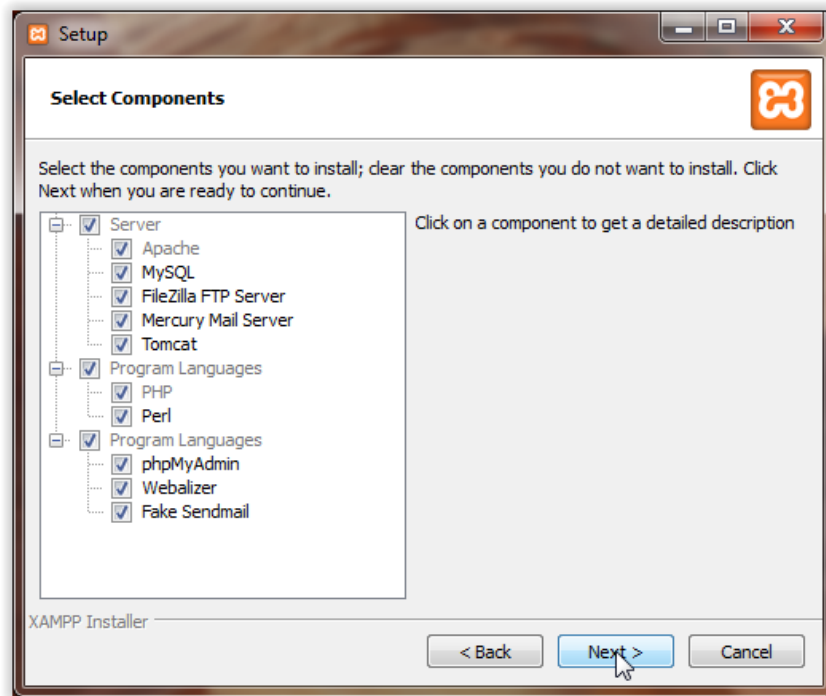 Setup
Select Components
Select the components you want to install; clear the components you do not want to install. Click
Next when you are ready to continue.
Server
Apache
MySQL
FileZilla FTP Server
Mercury Mail Server
Tomcat
Program Languages
PHP
Perl
Program Languages
phpMyAdmin
Webalizer
Fake Sendmail
Click on a component to get a detailed description
XAMPP Installer
< Back
Next >
Cancel